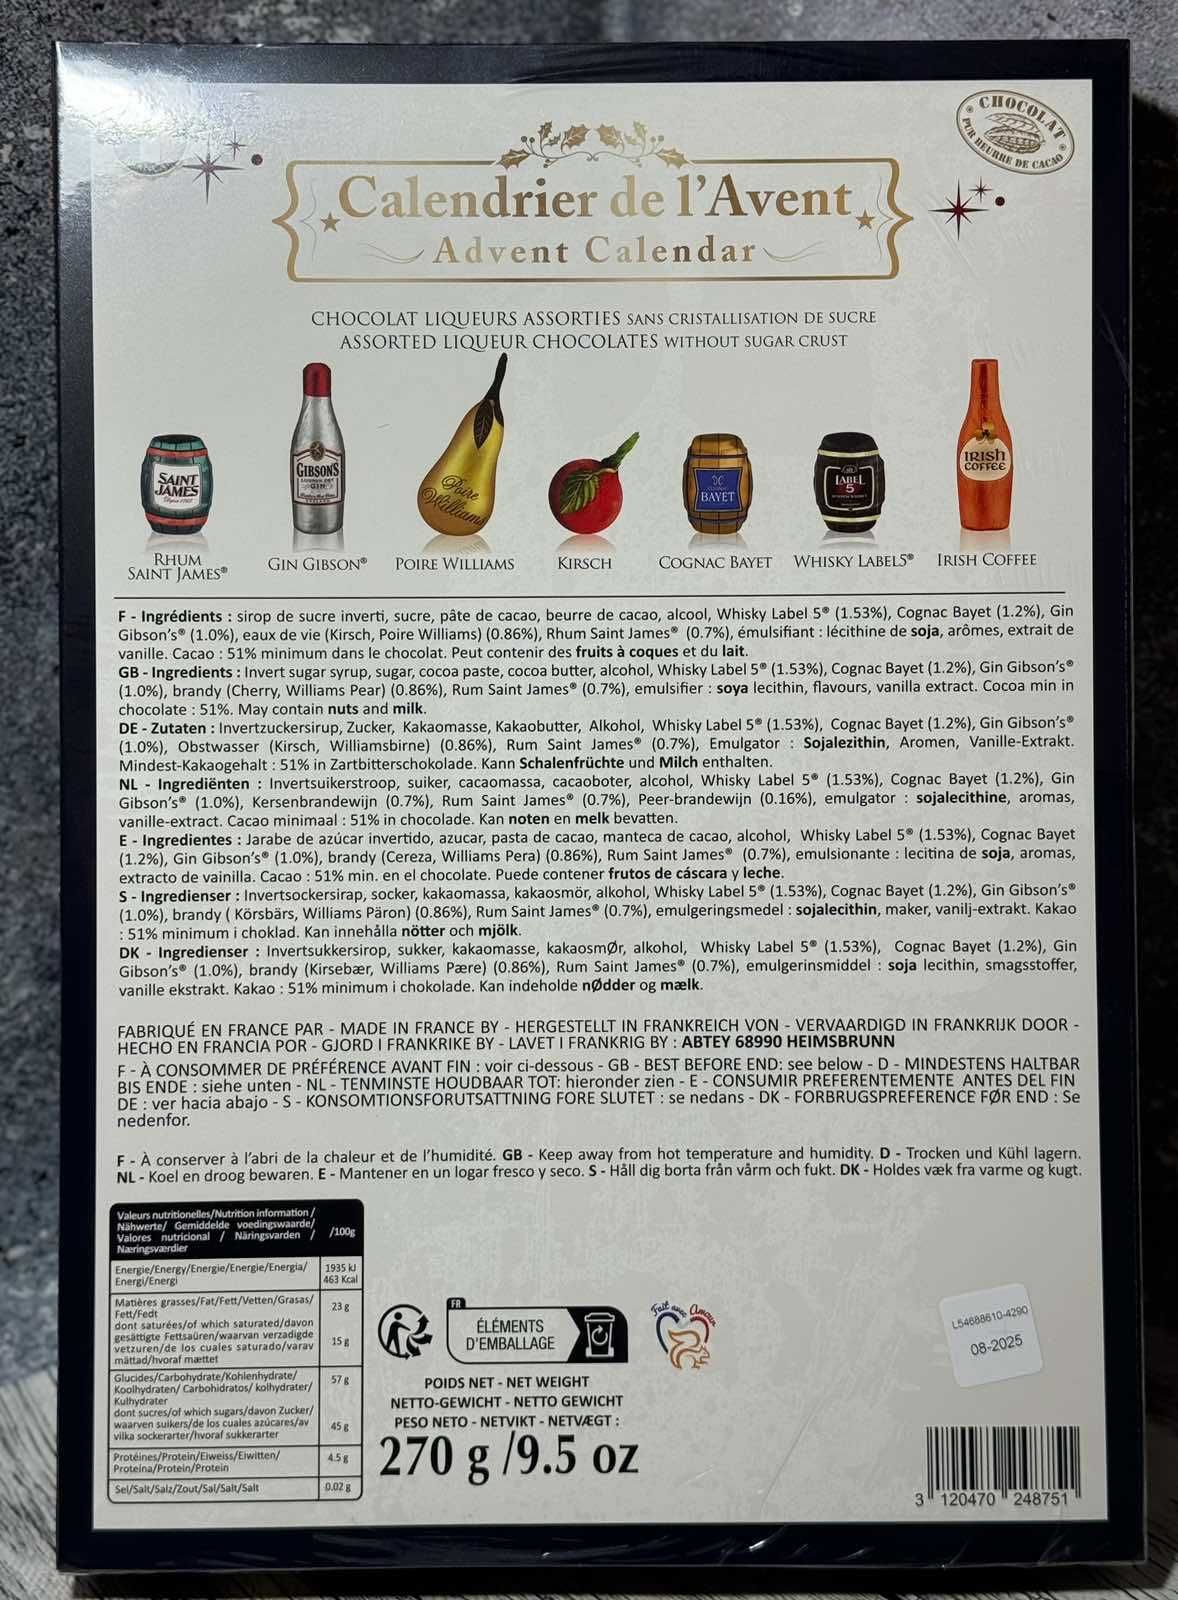 CHOCOLAT
PUR BEURRE DE CACAO
Calendrier de l'Avent
Advent Calendar
CHOCOLAT LIQUEURS ASSORTIES SANS CRISTALLISATION DE SUCRE
ASSORTED LIQUEUR CHOCOLATES WITHOUT SUGAR CRUST
SAINT
JAMES
GIBSON'S
LONDON DRY
GIN
Poire
Williams
COGNAC
BAYET
LABEL
5
IRISH
COFFEE
RHUM
SAINT JAMES®
GIN GIBSON®
POIRE WILLIAMS
KIRSCH
COGNAC BAYET
WHISKY LABEL5®
IRISH COFFEE
F - Ingrédients : sirop de sucre inverti, sucre, pâte de cacao, beurre de cacao, alcool, Whisky Label 5® (1.53%), Cognac Bayet (1.2%), Gin
Gibson's® (1.0%), eaux de vie (Kirsch, Poire Williams) (0.86%), Rhum Saint James® (0.7%), émulsifiant : lécithine de soja, arômes, extrait de
vanille. Cacao : 51% minimum dans le chocolat. Peut contenir des fruits à coques et du lait.
GB - Ingredients : Invert sugar syrup, sugar, cocoa paste, cocoa butter, alcohol, Whisky Label 5® (1.53%), Cognac Bayet (1.2%), Gin Gibson's®
(1.0%), brandy (Cherry, Williams Pear) (0.86%), Rum Saint James® (0.7%), emulsifier : soya lecithin, flavours, vanilla extract. Cocoa min in
chocolate : 51%. May contain nuts and milk.
DE - Zutaten : Invertzuckersirup, Zucker, Kakaomasse, Kakaobutter, Alkohol, Whisky Label 5® (1.53%), Cognac Bayet (1.2%), Gin Gibson's®
(1.0%), Obstwasser (Kirsch, Williamsbirne) (0.86%), Rum Saint James® (0.7%), Emulgator : Sojalezithin, Aromen, Vanille-Extrakt.
Mindest-Kakaogehalt : 51% in Zartbitterschokolade. Kann Schalenfrüchte und Milch enthalten.
NL - Ingrediënten : Invertsuikerstroop, suiker, cacaomassa, cacaoboter, alcohol, Whisky Label 5® (1.53%), Cognac Bayet (1.2%), Gin
Gibson's® (1.0%), Kersenbrandewijn (0.7%), Rum Saint James® (0.7%), Peer-brandewijn (0.16%), emulgator : sojalecithine, aromas,
vanille-extract. Cacao minimaal : 51% in chocolade. Kan noten en melk bevatten.
E - Ingredientes : Jarabe de azúcar invertido, azucar, pasta de cacao, manteca de cacao, alcohol, Whisky Label 5® (1.53%), Cognac Bayet
(1.2%), Gin Gibson's® (1.0%), brandy (Cereza, Williams Pera) (0.86%), Rum Saint James® (0.7%), emulsionante : lecitina de soja, aromas,
extracto de vainilla. Cacao : 51% min. en el chocolate. Puede contener frutos de cáscara y leche.
S - Ingredienser : Invertsockersirap, socker, kakaomassa, kakaosmör, alkohol, Whisky Label 5® (1.53%), Cognac Bayet (1.2%), Gin Gibson's®
(1.0%), brandy ( Körsbärs, Williams Päron) (0.86%), Rum Saint James® (0.7%), emulgeringsmedel : sojalecithin, maker, vanilj-extrakt. Kakao
: 51% minimum i choklad. Kan innehålla nötter och mjölk.
DK - Ingredienser : Invertsukkersirop, sukker, kakaomasse, kakaosmØr, alkohol, Whisky Label 5® (1.53%), Cognac Bayet (1.2%), Gin
Gibson's® (1.0%), brandy (Kirsebær, Williams Pære) (0.86%), Rum Saint James® (0.7%), emulgerinsmiddel : soja lecithin, smagsstoffer,
vanille ekstrakt. Kakao : 51% minimum i chokolade. Kan indeholde nØdder og mælk.
FABRIQUÉ EN FRANCE PAR - MADE IN FRANCE BY - HERGESTELLT IN FRANKREICH VON - VERVAARDIGD IN FRANKRIJK DOOR -
HECHO EN FRANCIA POR - GJORD I FRANKRIKE BY - LAVET I FRANKRIG BY : ABTEY 68990 HEIMSBRUNN
F - À CONSOMMER DE PRÉFÉRENCE AVANT FIN : voir ci-dessous - GB - BEST BEFORE END: see below - D - MINDESTENS HALTBAR
BIS ENDE : siehe unten - NL - TENMINSTE HOUDBAAR TOT: hieronder zien - E - CONSUMIR PREFERENTEMENTE ANTES DEL FIN
DE : ver hacia abajo - S - KONSOMTIONSFORUTSATTNING FORE SLUTET : se nedans - DK - FORBRUGSPREFERENCE FØR END : Se
nedenfor.
F - À conserver à l'abri de la chaleur et de l'humidité. GB - Keep away from hot temperature and humidity. D - Trocken und Kühl lagern.
NL - Koel en droog bewaren. E - Mantener en un logar fresco y seco. S - Håll dig borta från vårm och fukt. DK - Holdes væk fra varme og kugt.
Valeurs nutritionelles/Nutrition information/
Nähwerte/ Gemiddelde voedingswaarde/
Valores nutricional / Näringsvarden /
Næringsværdier
/100g
Energie/Energy/Energie/Energie/Energia/
Energi/Energi
1935 kJ
463 Kcal
Matières grasses/Fat/Fett/Vetten/Grasas/
Fett/Fedt
23 g
dont saturées/of which saturated/davon
gesättigte Fettsaüren/waarvan verzadigde
vetzuren/de los cuales saturado/varav
mättad/hvoraf mættet
15 g
Glucides/Carbohydrate/Kohlenhydrate/
Koolhydraten/ Carbohidratos/ kolhydrater/
Kulhydrater
57 g
dont sucres/of which sugars/davon Zucker/
waarven suikers/de los cuales azúcares/av
vilka sockerarter/hvoraf sukkerarter
45 g
Protéines/Protein/Eiweiss/Eiwitten/
Proteina/Protein/Protein
4.5 g
Sel/Salt/Salz/Zout/Sal/Salt/Salt
0.02 g
FR
ÉLÉMENTS
D'EMBALLAGE
Fait avec Amour
POIDS NET - NET WEIGHT
NETTO-GEWICHT - NETTO GEWICHT
PESO NETO - NETVIKT - NETVÆGT :
270 g /9.5 oz
L54688610-4290
08-2025
3 120470 248751